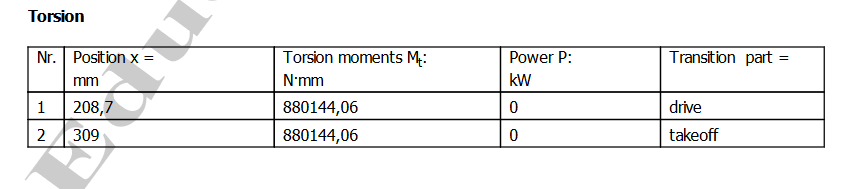 Torsion
Nr. Position x = Torsion moments Mt: Power P: Transition part =
mm N·mm kW
1 208,7 880144,06 0 drive
2 309 880144,06 0 takeoff
Edu